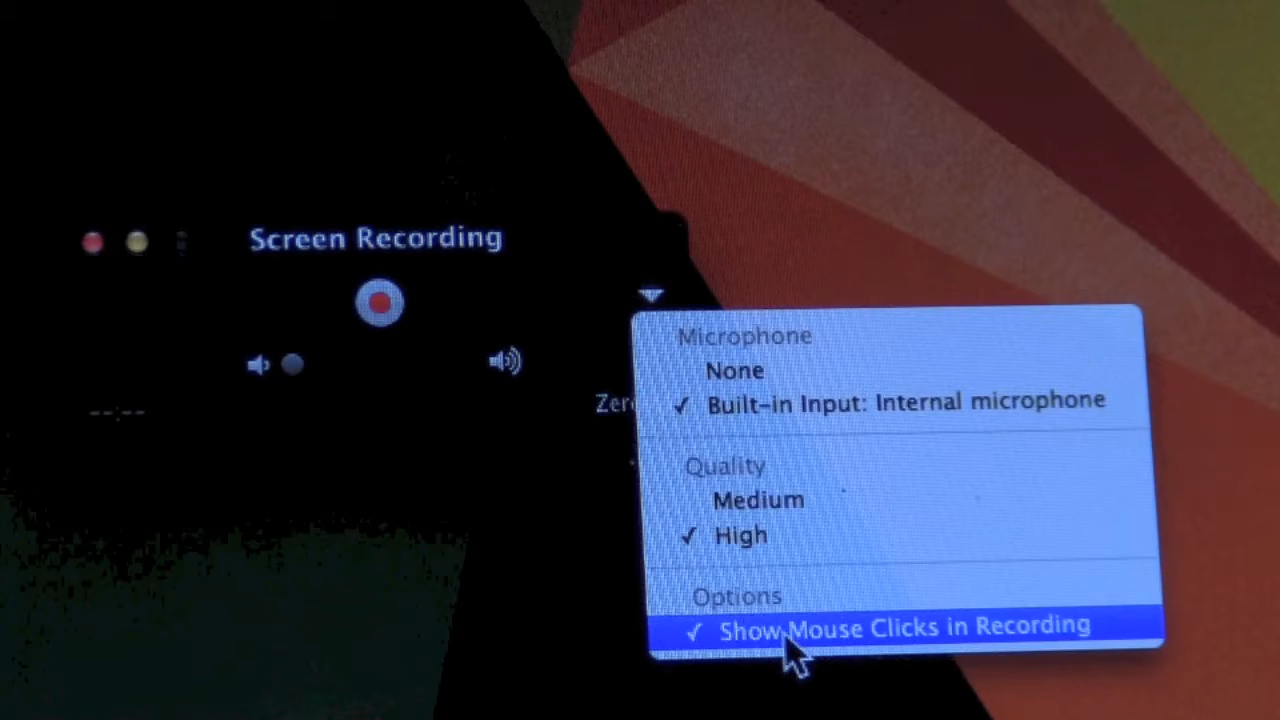 Screen Recording
Microphone
None
✓ Built-in Input: Internal microphone
--:--
Quality
Medium
✓ High
Options
✓ Show Mouse Clicks in Recording